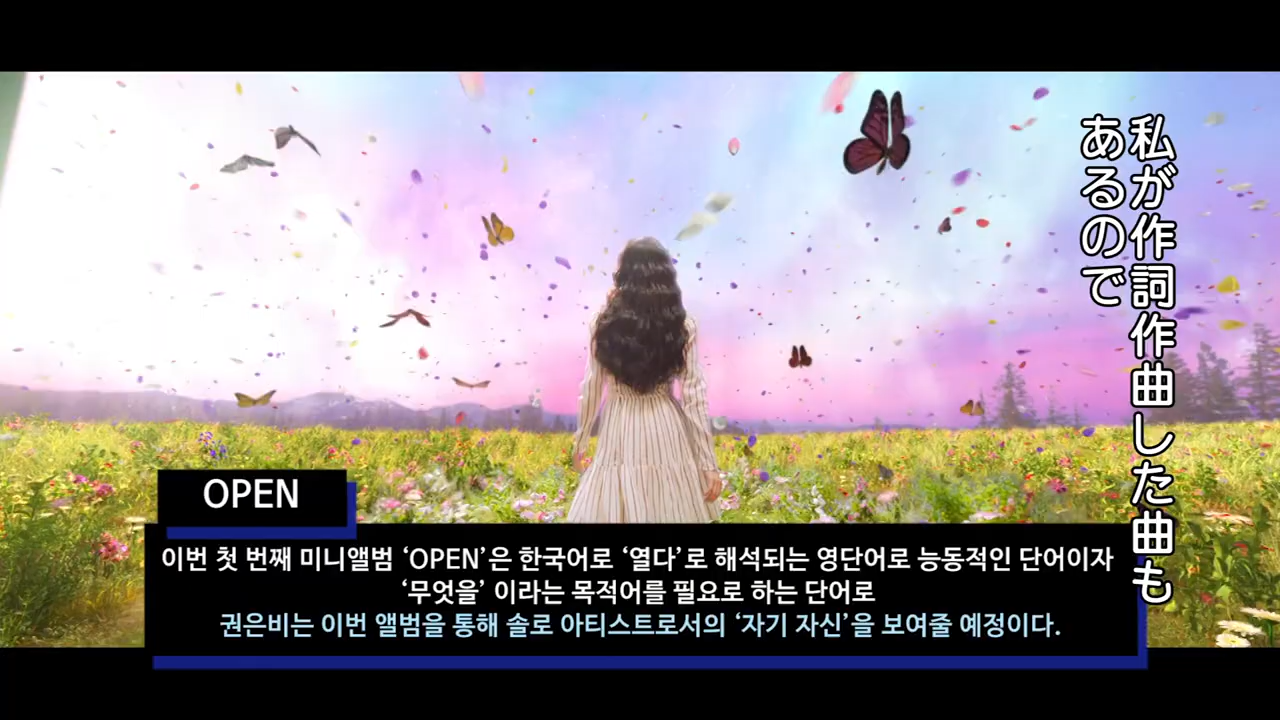 私が作詞作曲した曲も
あるので
OPEN
이번 첫 번째 미니앨범 ‘OPEN’은 한국어로 ‘열다’로 해석되는 영단어로 능동적인 단어이자
‘무엇을’ 이라는 목적어를 필요로 하는 단어로
권은비는 이번 앨범을 통해 솔로 아티스트로서의 ‘자기 자신’을 보여줄 예정이다.